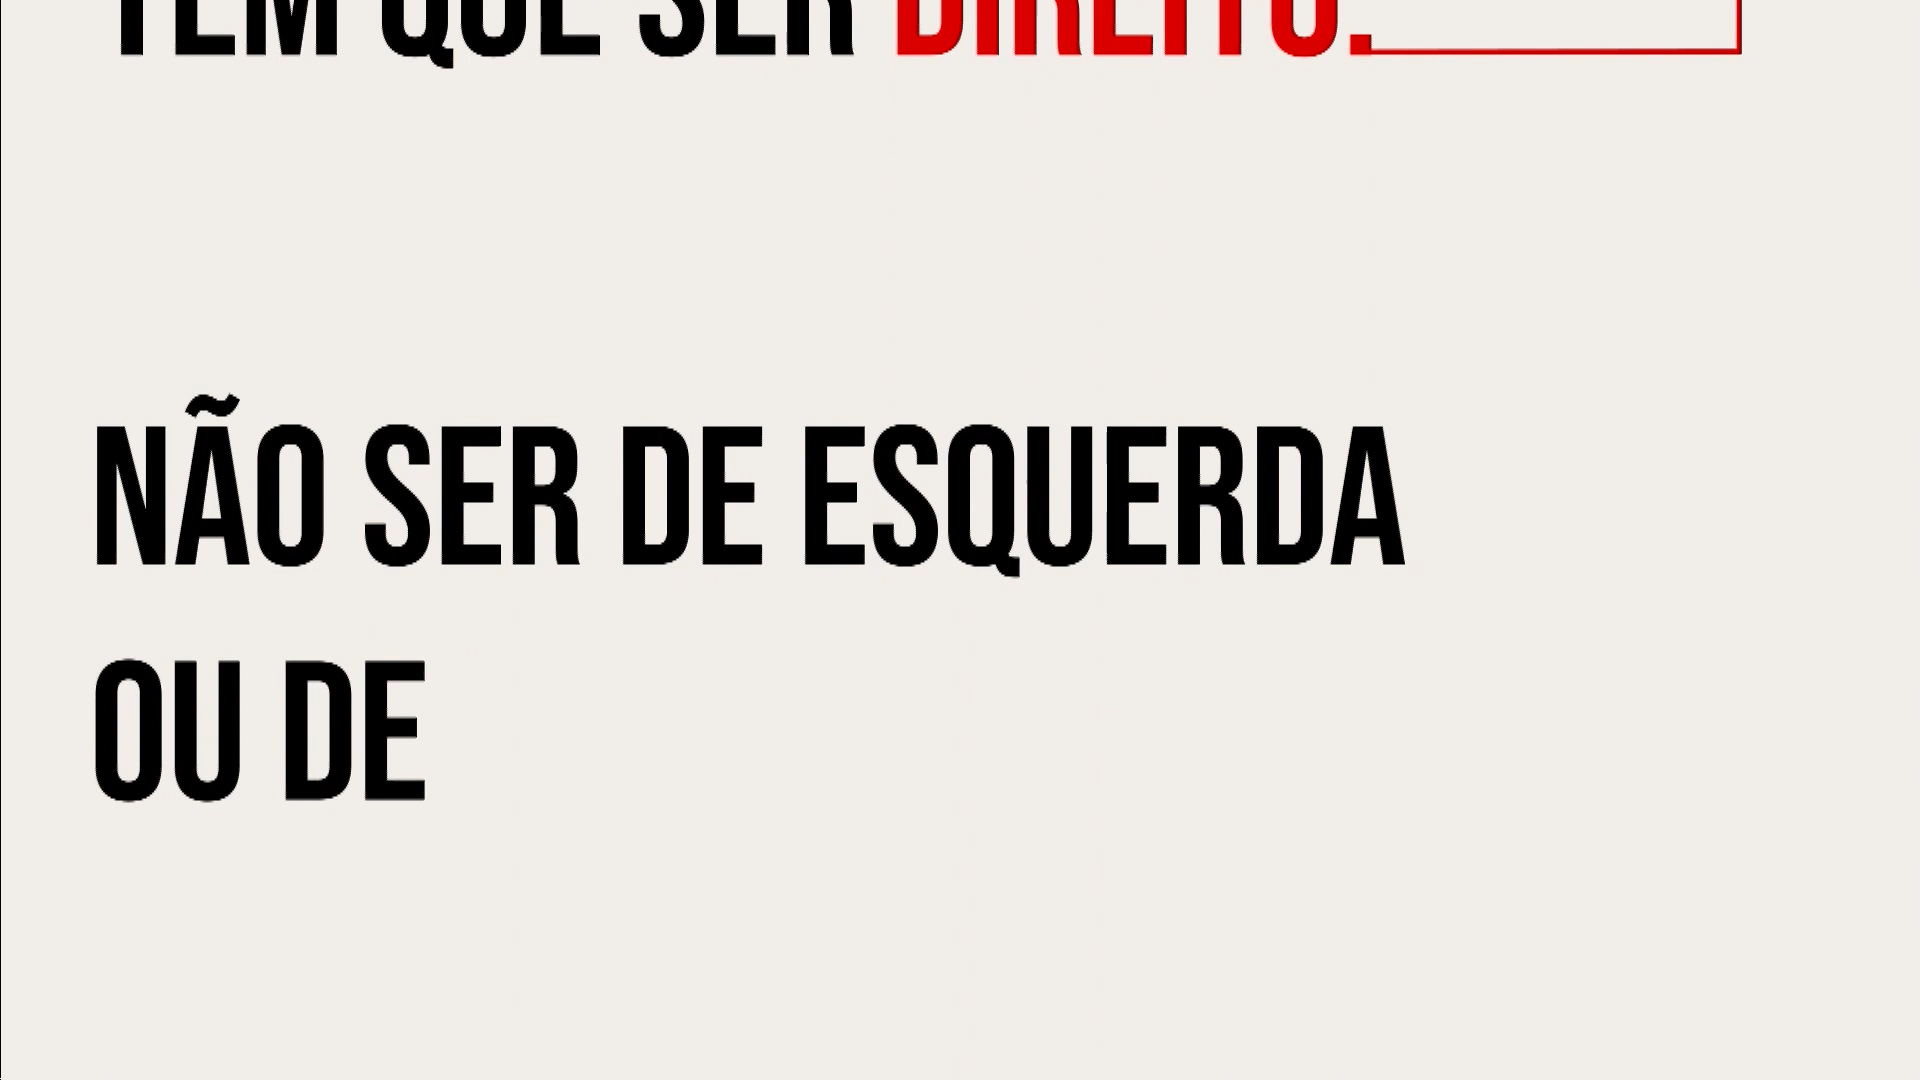 TEM QUE SER DIREITO.
NÃO SER DE ESQUERDA
OU DE